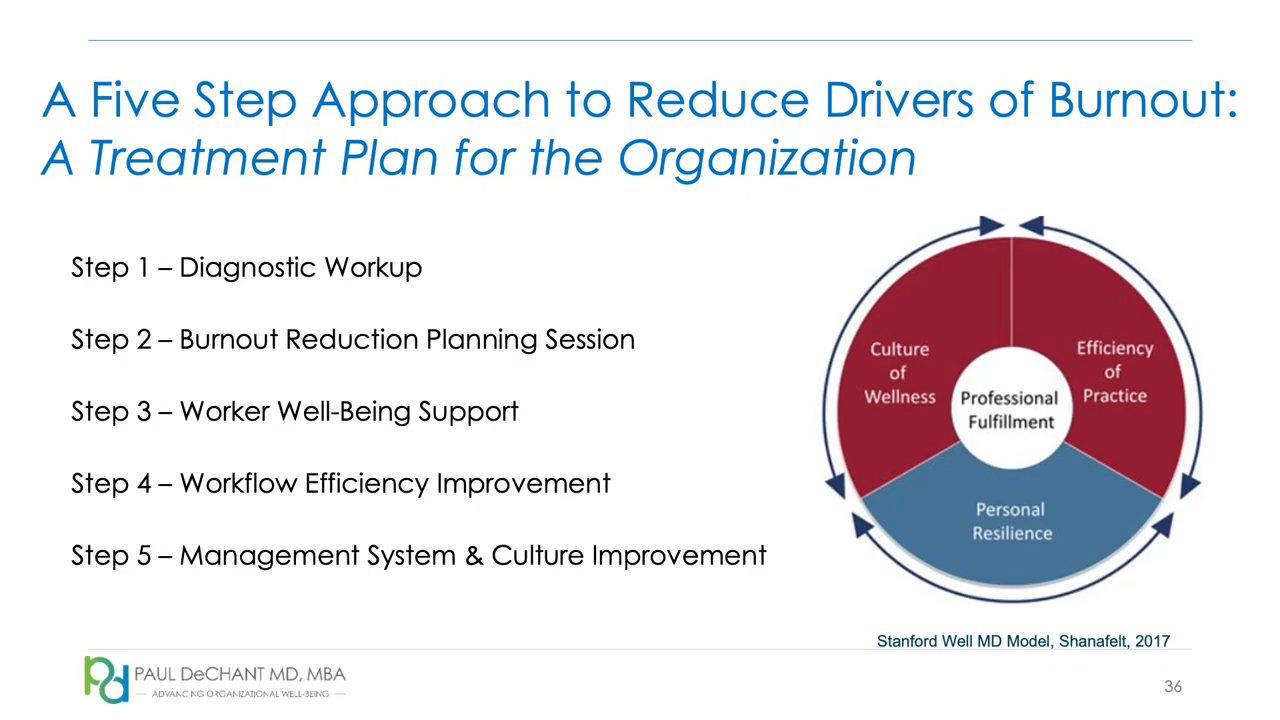 A Five Step Approach to Reduce Drivers of Burnout:
A Treatment Plan for the Organization
Step 1 – Diagnostic Workup
Step 2 – Burnout Reduction Planning Session
Step 3 – Worker Well-Being Support
Step 4 – Workflow Efficiency Improvement
Step 5 – Management System & Culture Improvement
Culture
of
Wellness
Efficiency
of
Practice
Professional
Fulfillment
Personal
Resilience
Stanford Well MD Model, Shanafelt, 2017
pd
PAUL DeCHANT MD, MBA
ADVANCING ORGANIZATIONAL WELL-BEING
36